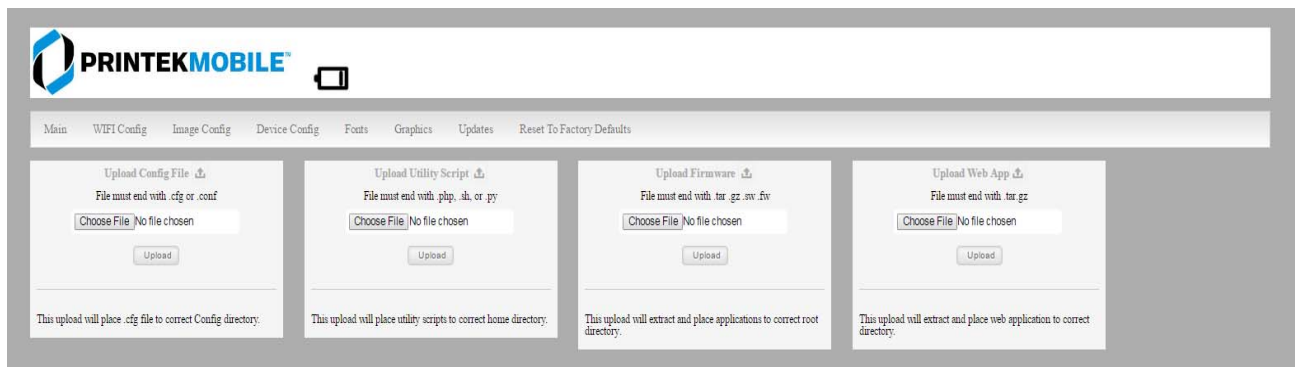 PRINTEKMOBILE™
Main WIFI Config Image Config Device Config Fonts Graphics Updates Reset To Factory Defaults
Upload Config File
File must end with .cfg or .conf
Choose File No file chosen
Upload
This upload will place .cfg file to correct Config directory.
Upload Utility Script
File must end with .php, .sh, or .py
Choose File No file chosen
Upload
This upload will place utility scripts to correct home directory.
Upload Firmware
File must end with .tar .gz .sw .fw
Choose File No file chosen
Upload
This upload will extract and place applications to correct root
directory.
Upload Web App
File must end with .tar.gz
Choose File No file chosen
Upload
This upload will extract and place web application to correct
directory.